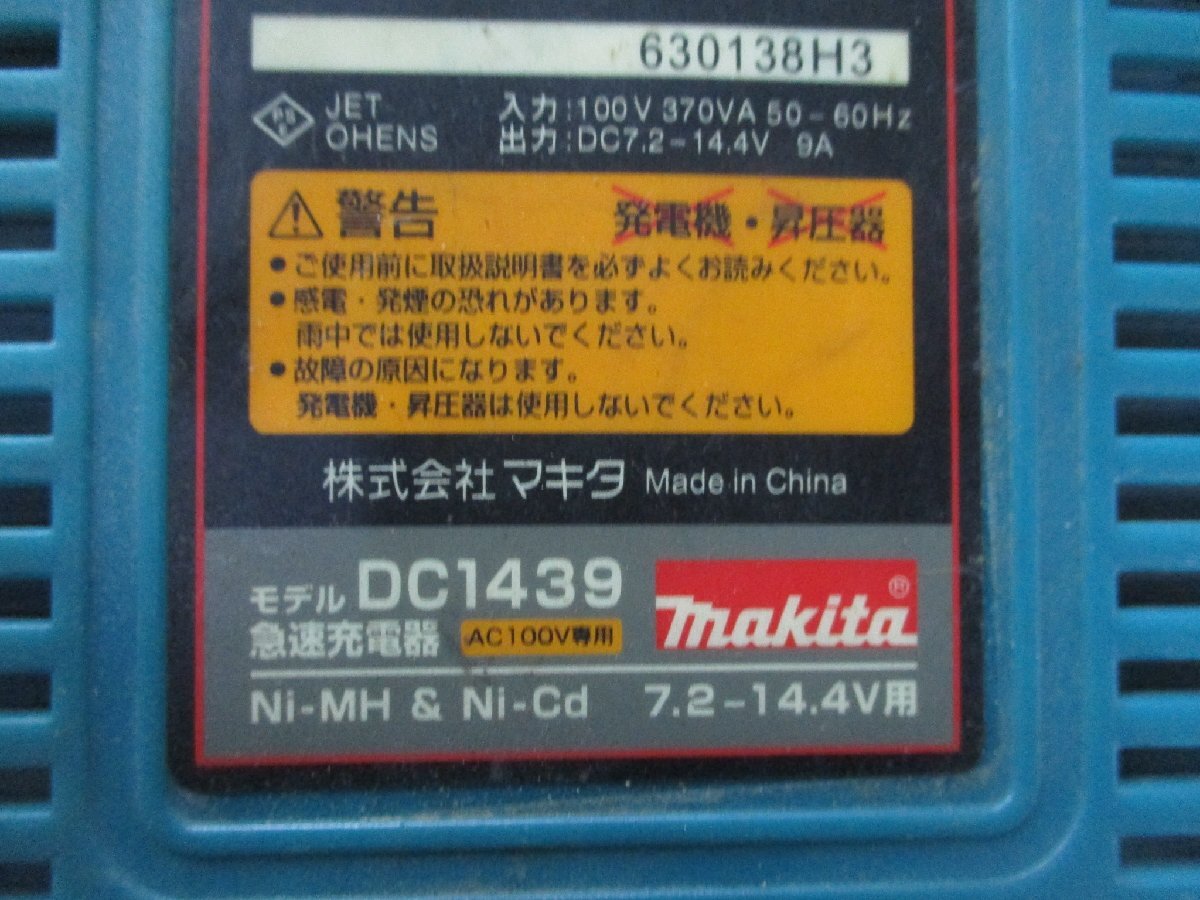 630138H3
PSE JET 入力:100V 370VA 50-60Hz
OHENS 出力:DC7.2-14.4V 9A
警告 発電機・昇圧器
●ご使用前に取扱説明書を必ずよくお読みください。
●感電・発煙の恐れがあります。
雨中では使用しないでください。
●故障の原因になります。
発電機・昇圧器は使用しないでください。
株式会社マキタ Made in China
モデル DC1439
急速充電器 AC100V専用
makita®
Ni-MH & Ni-Cd 7.2-14.4V用